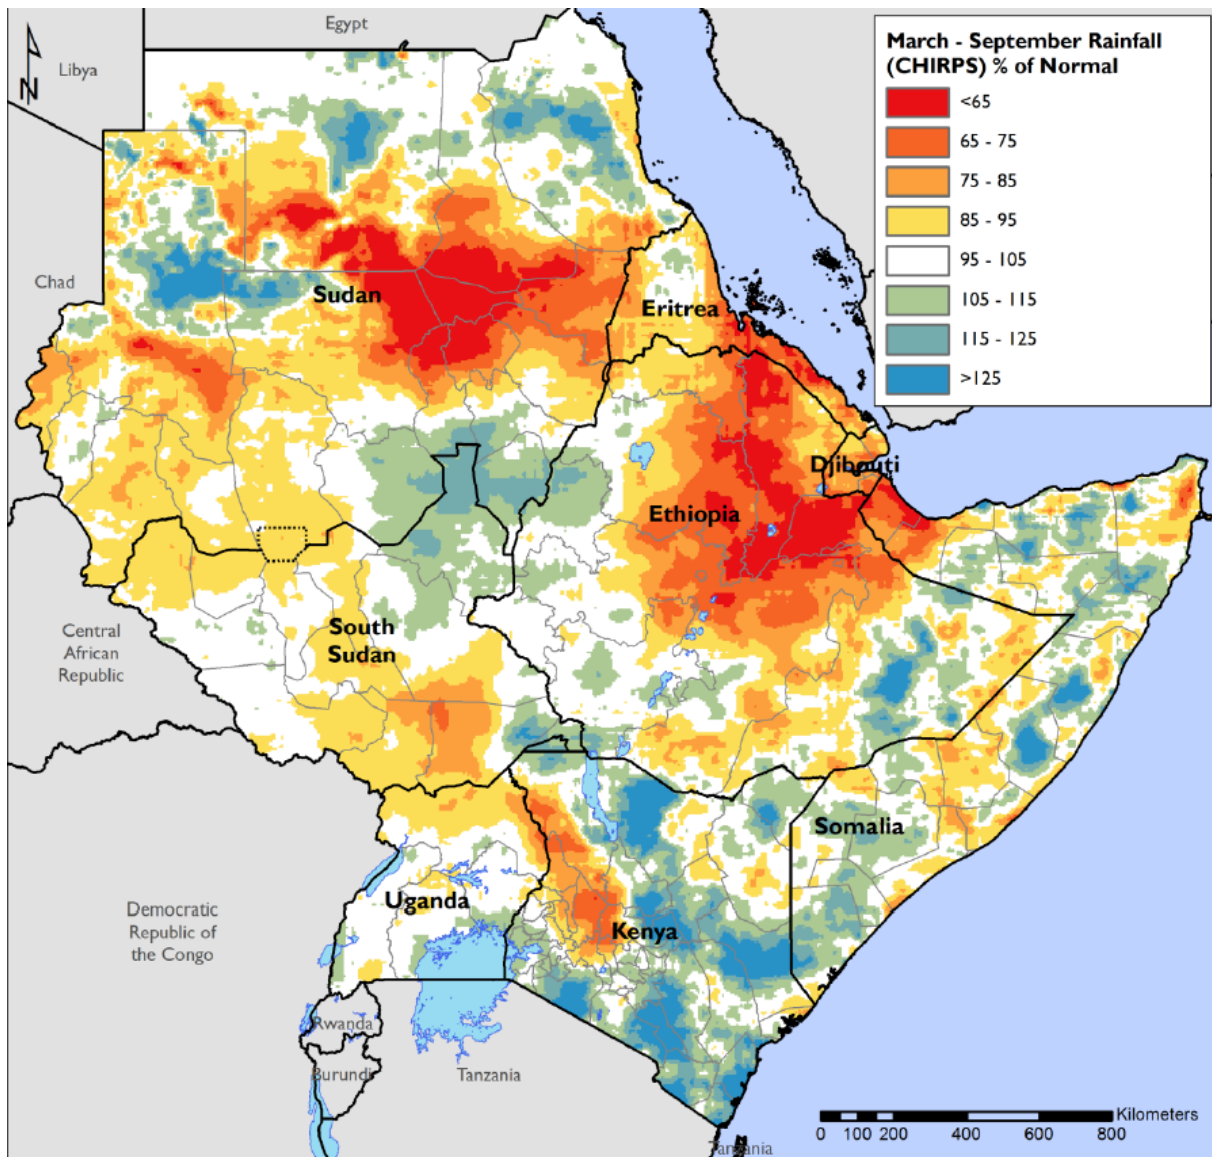 Egypt
Libya
N
March - September Rainfall
(CHIRPS) % of Normal
<65
65 - 75
75 - 85
85 - 95
95 - 105
105 - 115
115 - 125
>125
Chad
Sudan
Eritrea
Djibouti
Ethiopia
South
Sudan
Central
African
Republic
Somalia
Uganda
Kenya
Democratic
Republic of
the Congo
Rwanda
Burundi
Tanzania
Kilometers
0 100 200 400 600 800
Tanzania